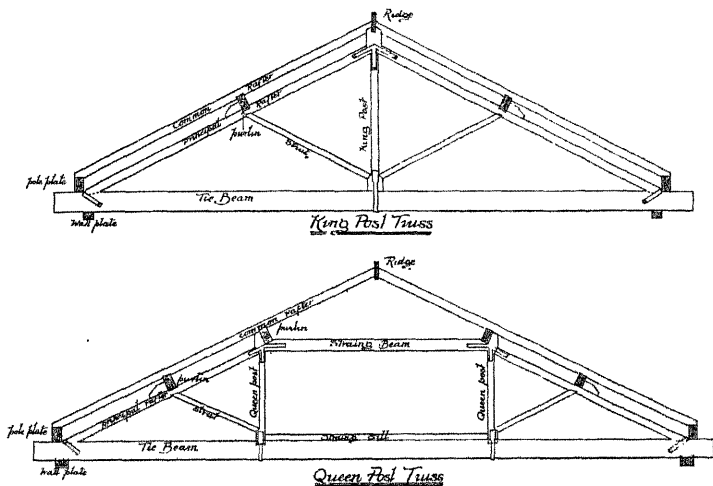 Ridge
Common Rafter
Principal Rafter
purlin
Strut
King Post
pole plate
Tie Beam
wall plate
King Post Truss
Ridge
common rafter
purlin
Straing Beam
purlin
principal rafter
Strut
Queen post
Queen post
pole plate
Straing Sill
Tie Beam
wall plate
Queen Post Truss